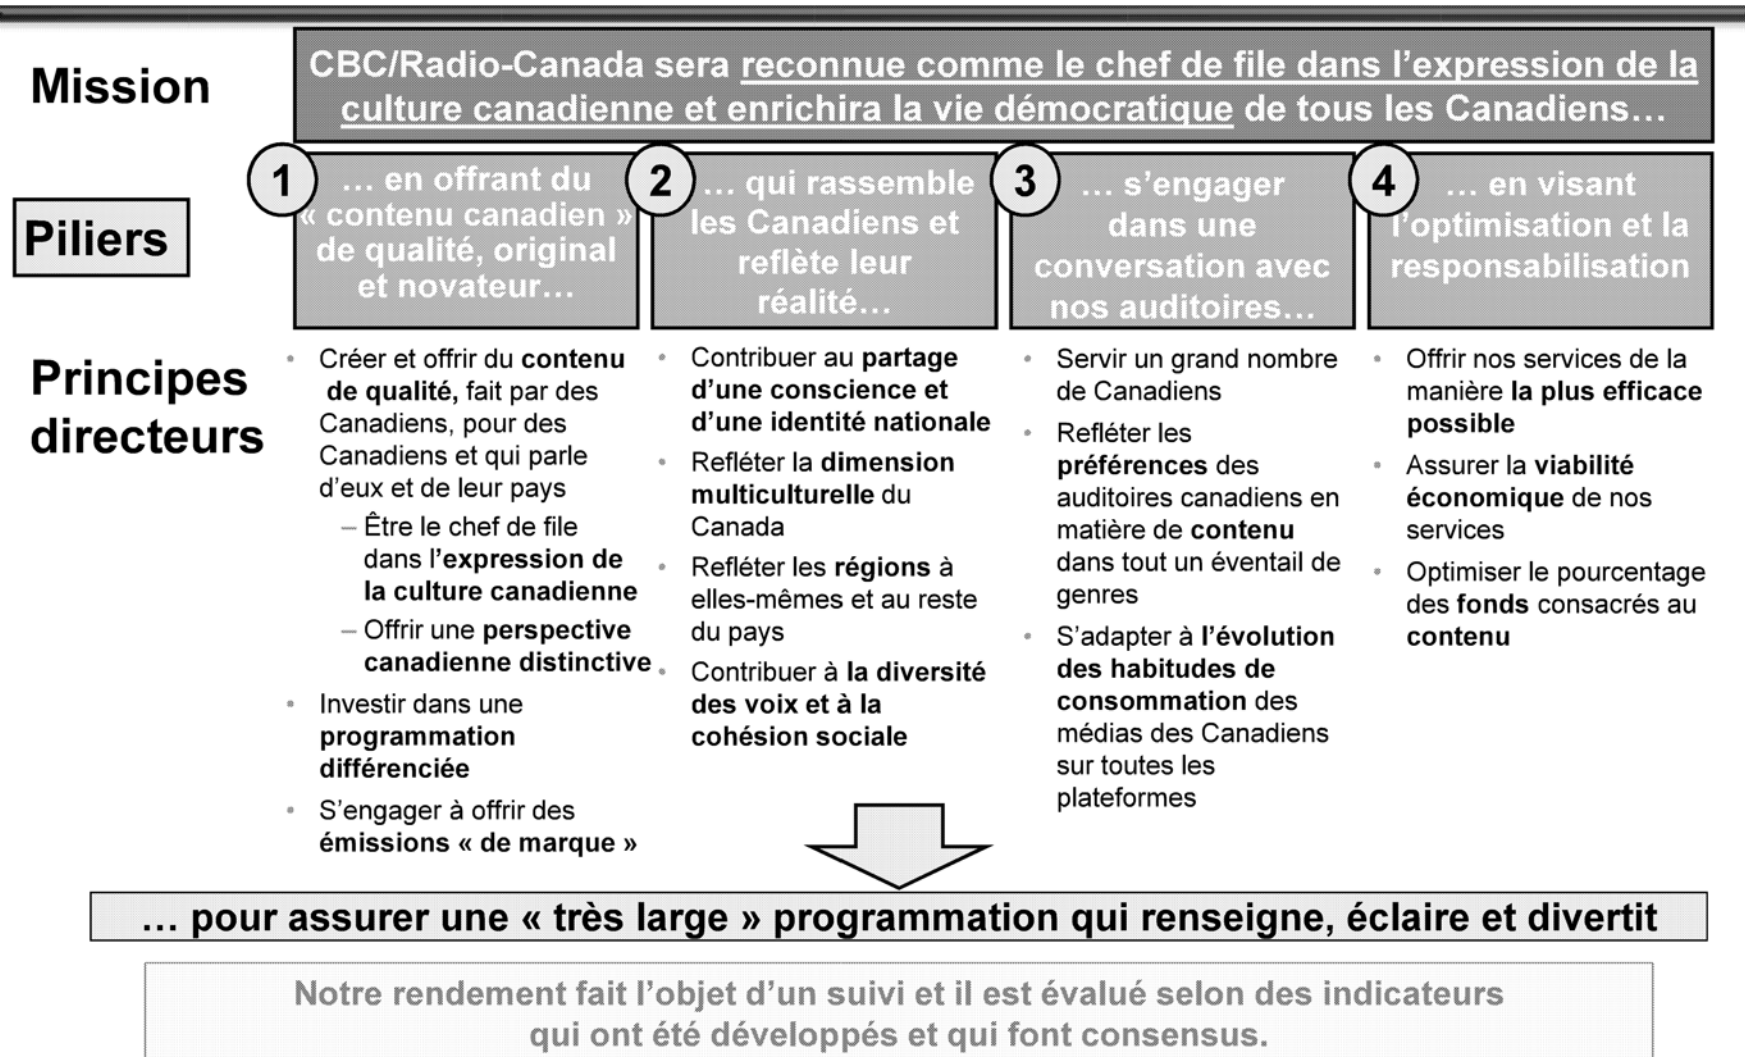 Mission
CBC/Radio-Canada sera reconnue comme le chef de file dans l'expression de la
culture canadienne et enrichira la vie démocratique de tous les Canadiens…
Piliers
1
… en offrant du
« contenu canadien »
de qualité, original
et novateur…
2
… qui rassemble
les Canadiens et
reflète leur
réalité…
3
… s'engager
dans une
conversation avec
nos auditoires…
4
… en visant
l'optimisation et la
responsabilisation
Principes
directeurs
• Créer et offrir du contenu
de qualité, fait par des
Canadiens, pour des
Canadiens et qui parle
d'eux et de leur pays
– Être le chef de file
dans l'expression de
la culture canadienne
– Offrir une perspective
canadienne distinctive
• Investir dans une
programmation
différenciée
• S'engager à offrir des
émissions « de marque »
• Contribuer au partage
d'une conscience et
d'une identité nationale
• Refléter la dimension
multiculturelle du
Canada
• Refléter les régions à
elles-mêmes et au reste
du pays
• Contribuer à la diversité
des voix et à la
cohésion sociale
• Servir un grand nombre
de Canadiens
• Refléter les
préférences des
auditoires canadiens en
matière de contenu
dans tout un éventail de
genres
• S'adapter à l'évolution
des habitudes de
consommation des
médias des Canadiens
sur toutes les
plateformes
• Offrir nos services de la
manière la plus efficace
possible
• Assurer la viabilité
économique de nos
services
• Optimiser le pourcentage
des fonds consacrés au
contenu
… pour assurer une « très large » programmation qui renseigne, éclaire et divertit
Notre rendement fait l'objet d'un suivi et il est évalué selon des indicateurs
qui ont été développés et qui font consensus.